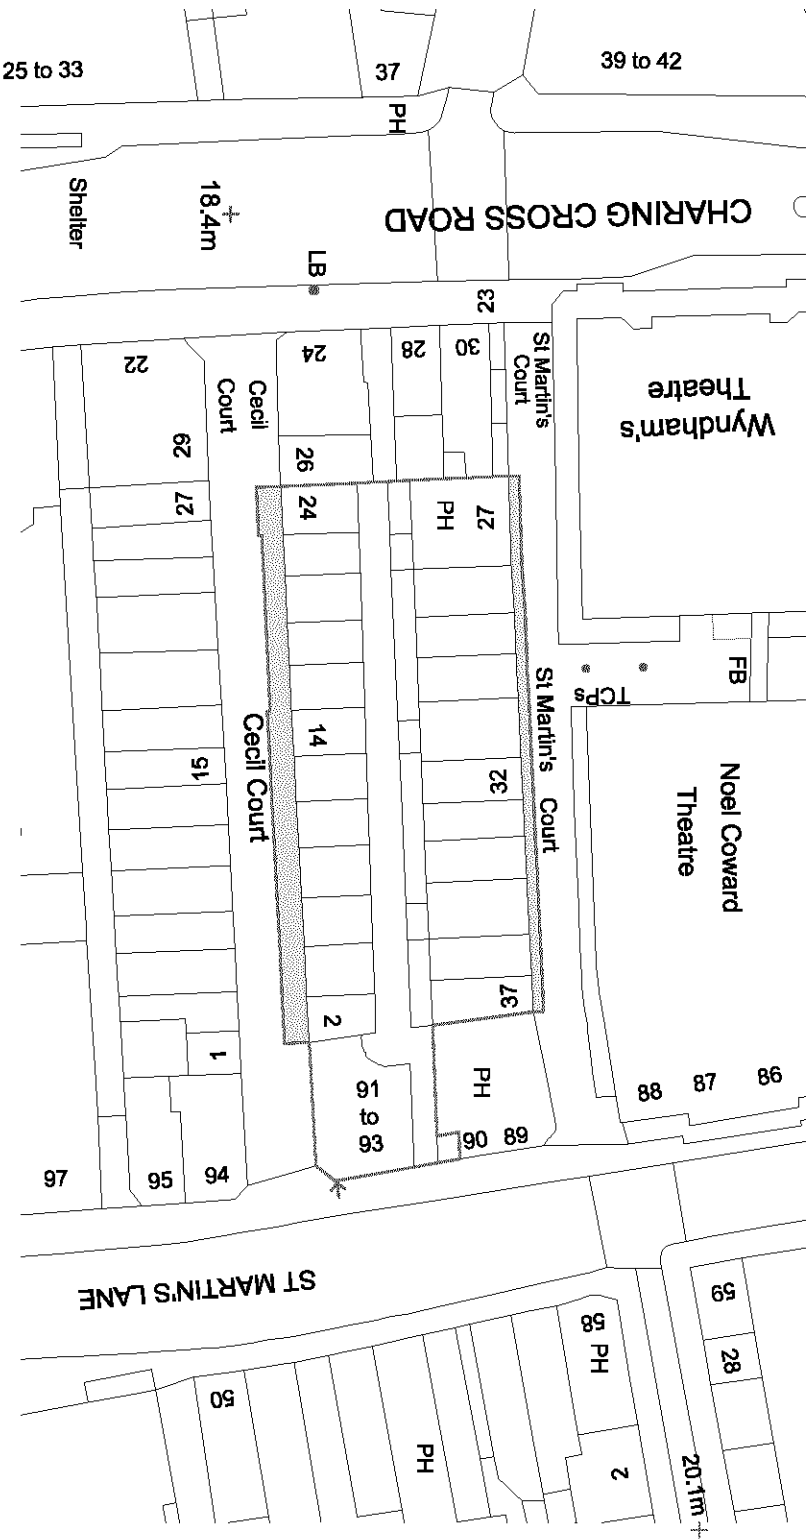 25 to 33
37
39 to 42
PH
Shelter
18.4m
CHARING CROSS ROAD
LB
23
22
Cecil
Court
24
28
30
St Martin's
Court
Wyndham's
Theatre
29
26
27
24
PH
27
St Martin's Court
TCPs
FB
Cecil Court
14
15
32
Noel Coward
Theatre
37
2
1
91
to
93
PH
90
89
88
87
86
97
95
94
ST MARTIN'S LANE
58
PH
59
28
50
PH
2
20.1m